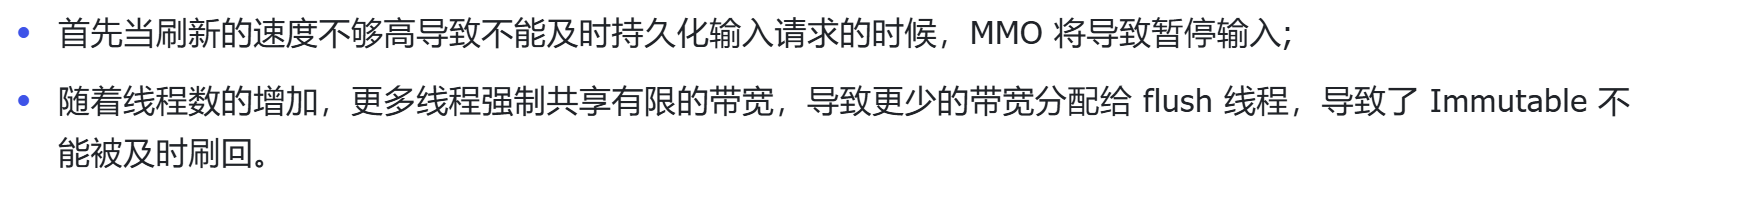 首先当刷新的速度不够高导致不能及时持久化输入请求的时候，MMO 将导致暂停输入;
随着线程数的增加，更多线程强制共享有限的带宽，导致更少的带宽分配给 flush 线程，导致了 Immutable 不
能被及时刷回。